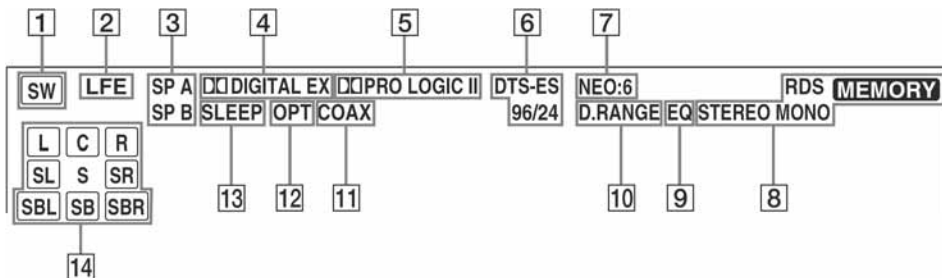 1 2 3 4 5 6 7
SW LFE SP A DIGITAL EX PRO LOGIC II DTS-ES NEO:6 RDS MEMORY
SP B SLEEP OPT COAX 96/24 D.RANGE EQ STEREO MONO
L C R
SL S SR
SBL SB SBR
13 12 11 10 9 8
14